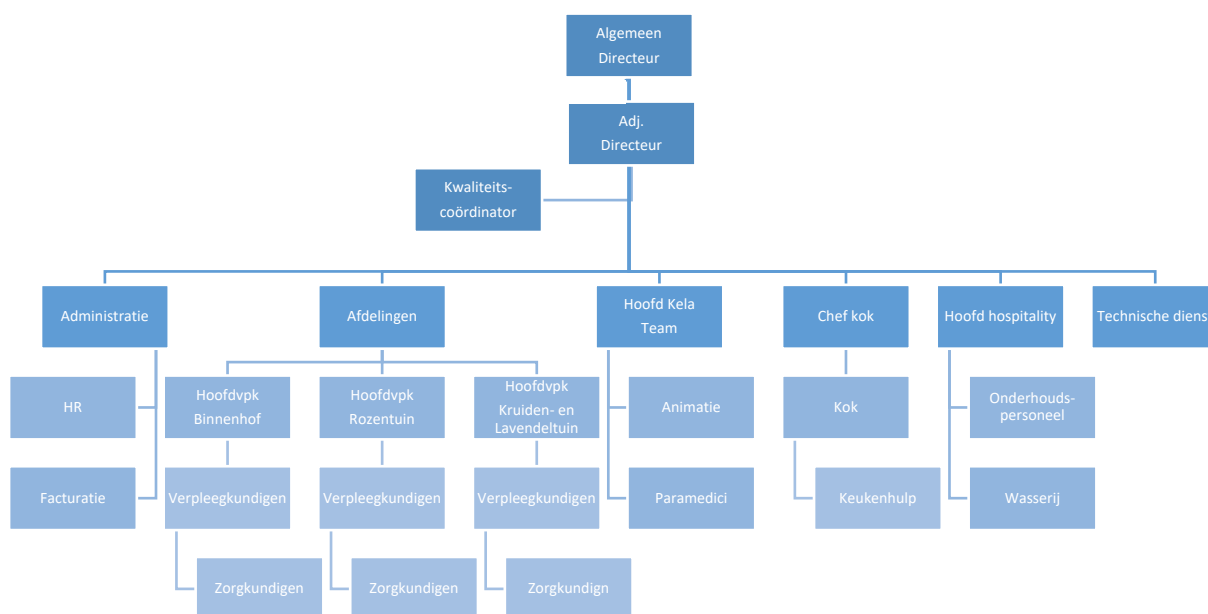 Algemeen
Directeur
Adj.
Directeur
Kwaliteits-
coördinator
Administratie
Afdelingen
Hoofd Kela
Team
Chef kok
Hoofd hospitality
Technische dienst
HR
Hoofdvpk
Binnenhof
Hoofdvpk
Rozentuin
Hoofdvpk
Kruiden- en
Lavendeltuin
Animatie
Kok
Onderhouds-
personeel
Facturatie
Verpleegkundigen
Verpleegkundigen
Verpleegkundigen
Paramedici
Keukenhulp
Wasserij
Zorgkundigen
Zorgkundigen
Zorgkundign